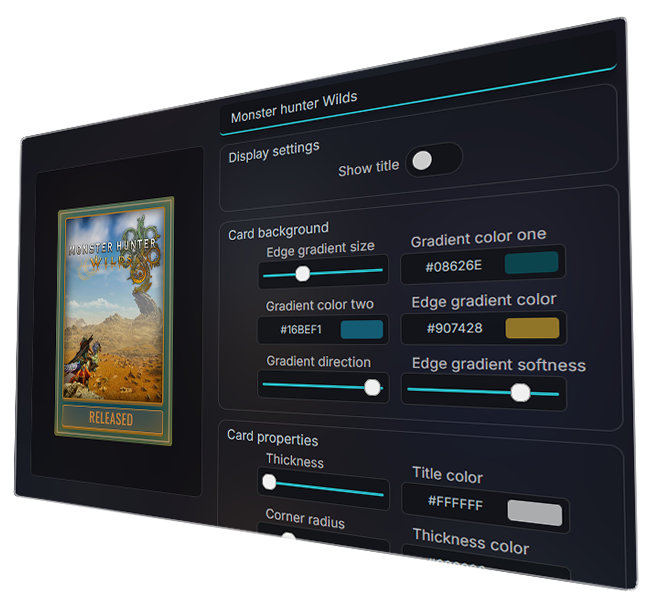 Monster hunter Wilds
MONSTER HUNTER
WILDS
RELEASED
Display settings
Show title
Card background
Edge gradient size
Gradient color one
#08626E
Gradient color two
Edge gradient color
#16BEF1
#907428
Gradient direction
Edge gradient softness
Card properties
Thickness
Title color
#FFFFFF
Corner radius
Thickness color